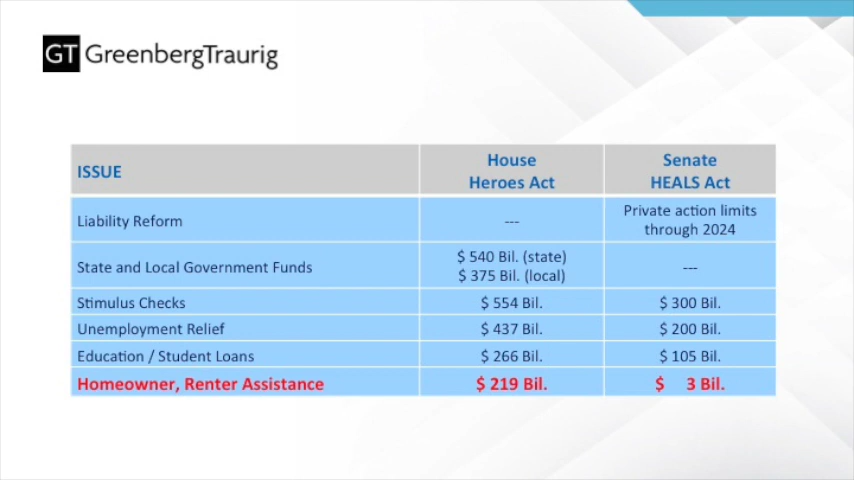 GT GreenbergTraurig
ISSUE
House
Heroes Act
Senate
HEALS Act
Liability Reform
---
Private action limits
through 2024
State and Local Government Funds
$ 540 Bil. (state)
$ 375 Bil. (local)
---
Stimulus Checks
$ 554 Bil.
$ 300 Bil.
Unemployment Relief
$ 437 Bil.
$ 200 Bil.
Education / Student Loans
$ 266 Bil.
$ 105 Bil.
Homeowner, Renter Assistance
$ 219 Bil.
$ 3 Bil.